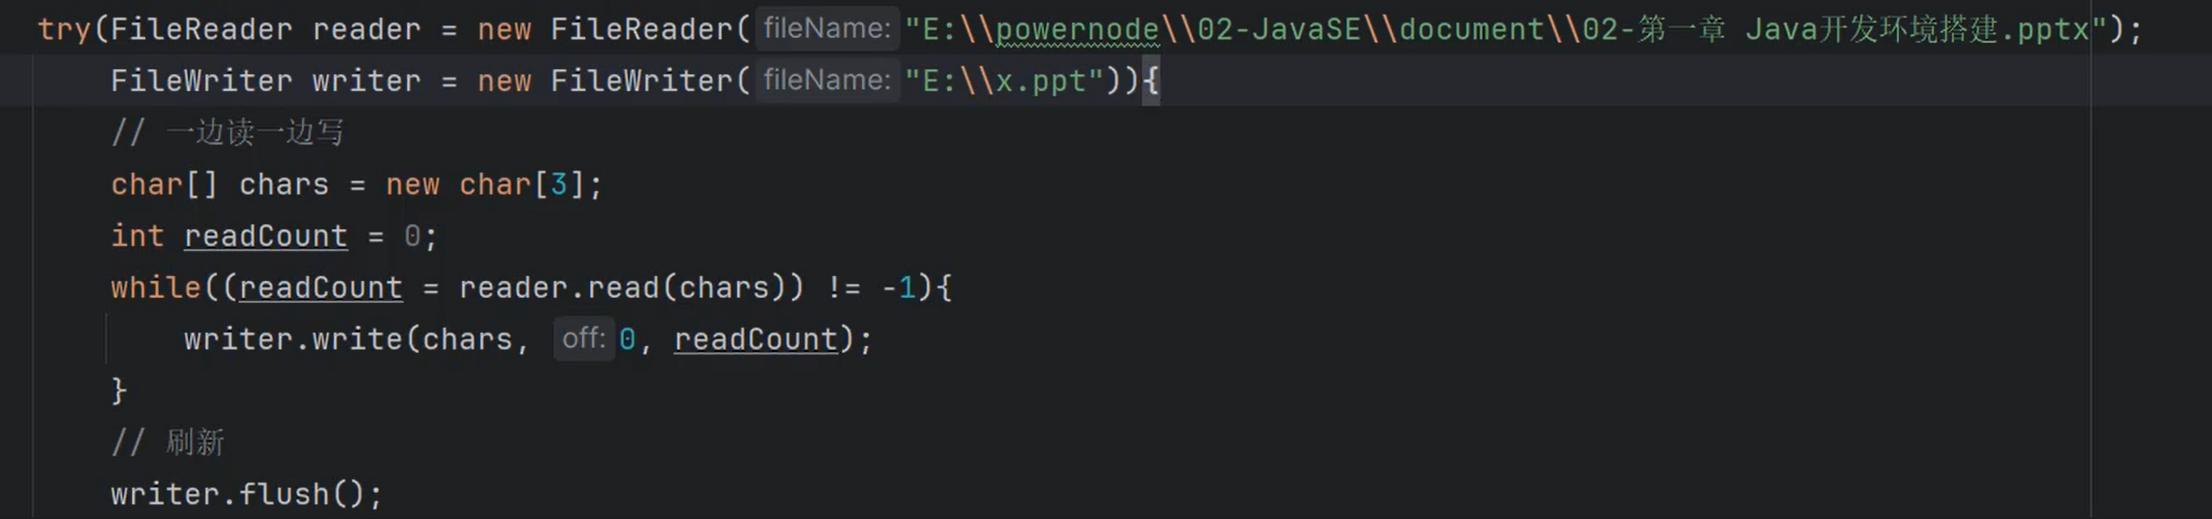 try(FileReader reader = new FileReader( fileName: "E:\\powernode\\02-JavaSE\\document\\02-第一章 Java开发环境搭建.pptx");
FileWriter writer = new FileWriter( fileName: "E:\\x.ppt")){
// 一边读一边写
char[] chars = new char[3];
int readCount = 0;
while((readCount = reader.read(chars)) != -1){
writer.write(chars, off: 0, readCount);
}
// 刷新
writer.flush();